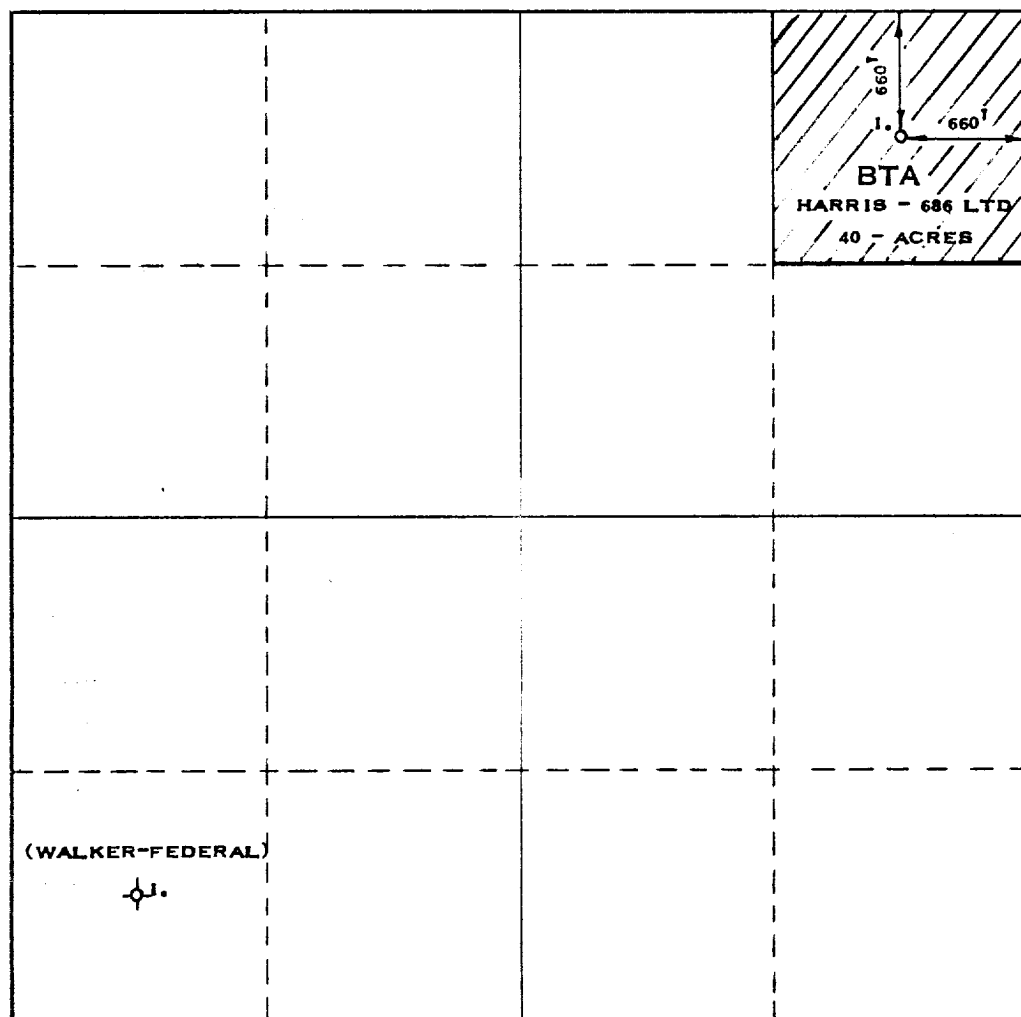 660'
1. 660'
BTA
HARRIS - 686 LTD
40 - ACRES
(WALKER-FEDERAL)
1.